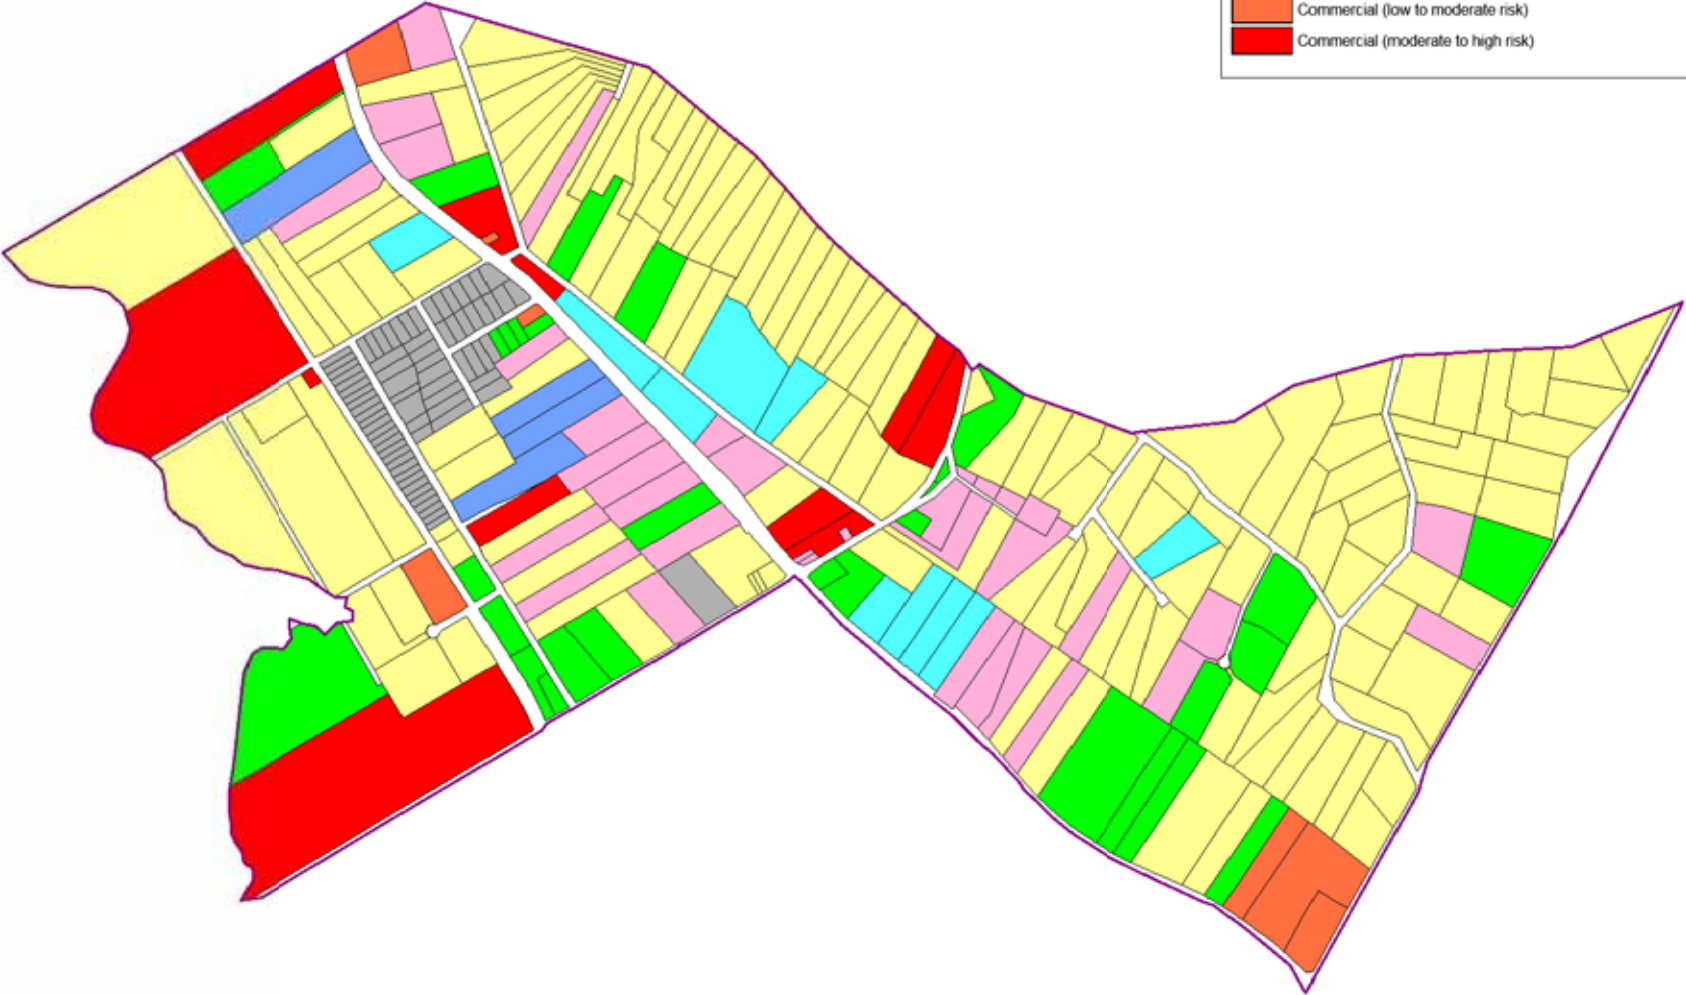 Commercial (low to moderate risk)
Commercial (moderate to high risk)